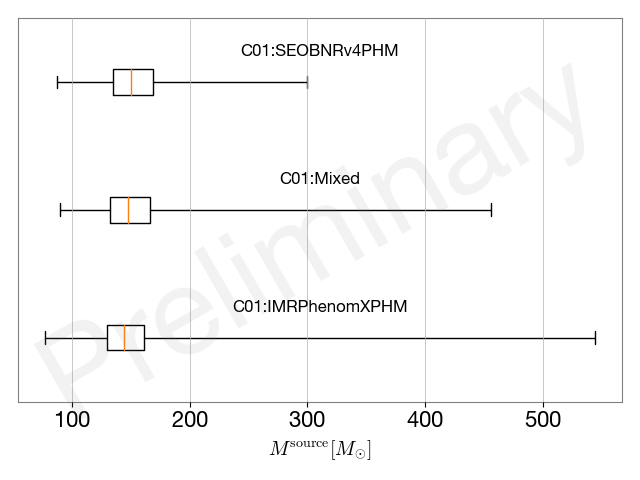 C01:SEOBNRv4PHM
C01:Mixed
C01:IMRPhenomXPHM
Preliminary
100 200 300 400 500
M^source [M_⊙]